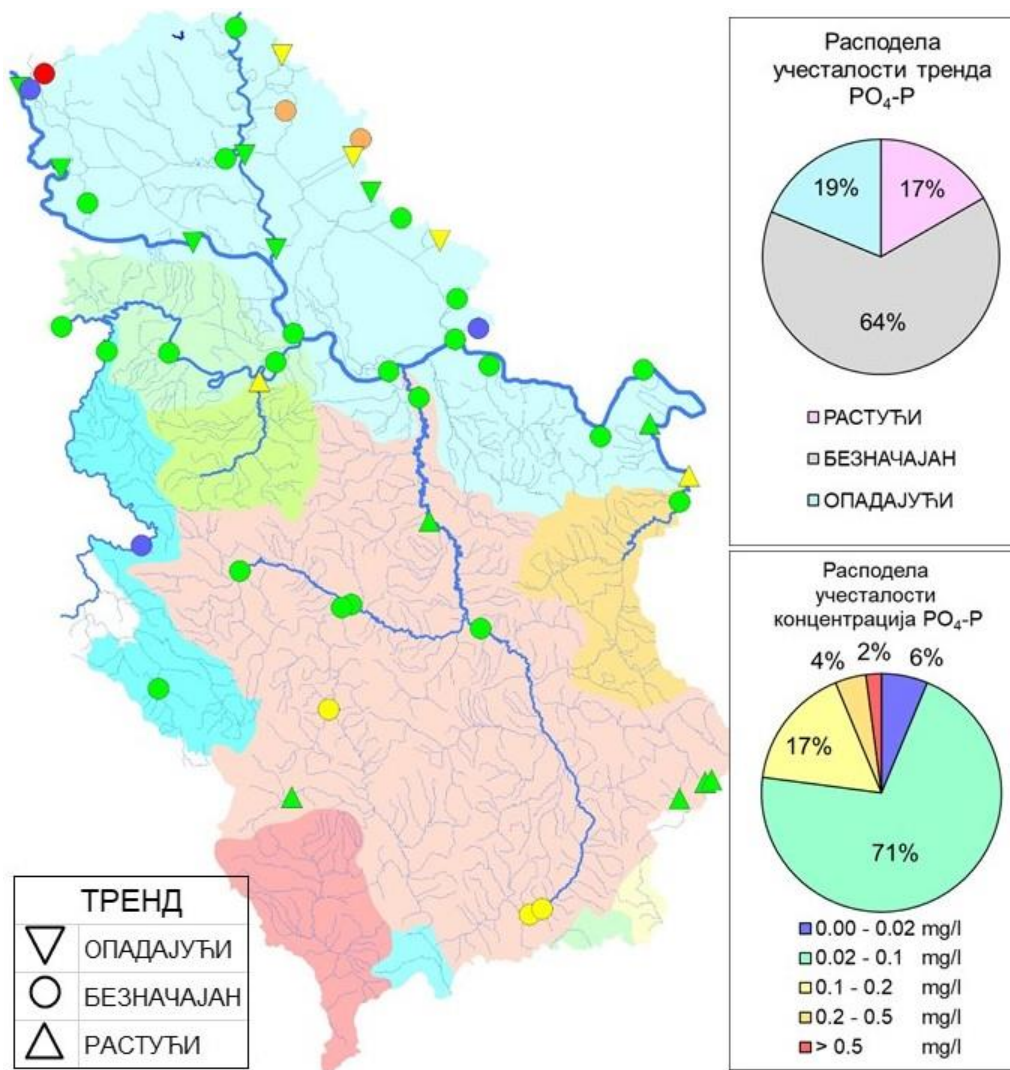 Расподела
учесталости тренда
PO₄-P
19%
17%
64%
РАСТУЋИ
БЕЗНАЧАЈАН
ОПАДАЈУЋИ
Расподела
учесталости
концентрација PO₄-P
4%
2%
6%
17%
71%
0.00 - 0.02 mg/l
0.02 - 0.1 mg/l
0.1 - 0.2 mg/l
0.2 - 0.5 mg/l
> 0.5 mg/l
ТРЕНД
ОПАДАЈУЋИ
БЕЗНАЧАЈАН
РАСТУЋИ